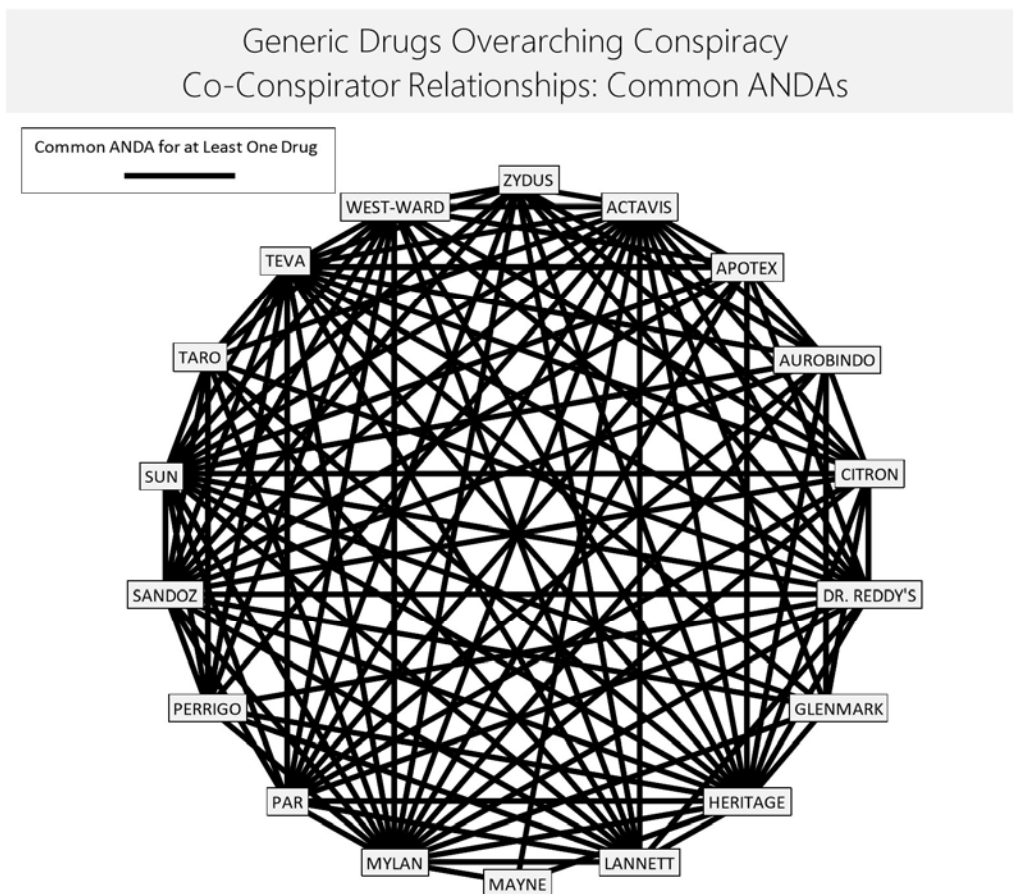 Generic Drugs Overarching Conspiracy
Co-Conspirator Relationships: Common ANDAs
Common ANDA for at Least One Drug
ZYDUS
WEST-WARD
ACTAVIS
TEVA
APOTEX
TARO
AUROBINDO
SUN
CITRON
SANDOZ
DR. REDDY'S
PERRIGO
GLENMARK
PAR
HERITAGE
MYLAN
LANNETT
MAYNE